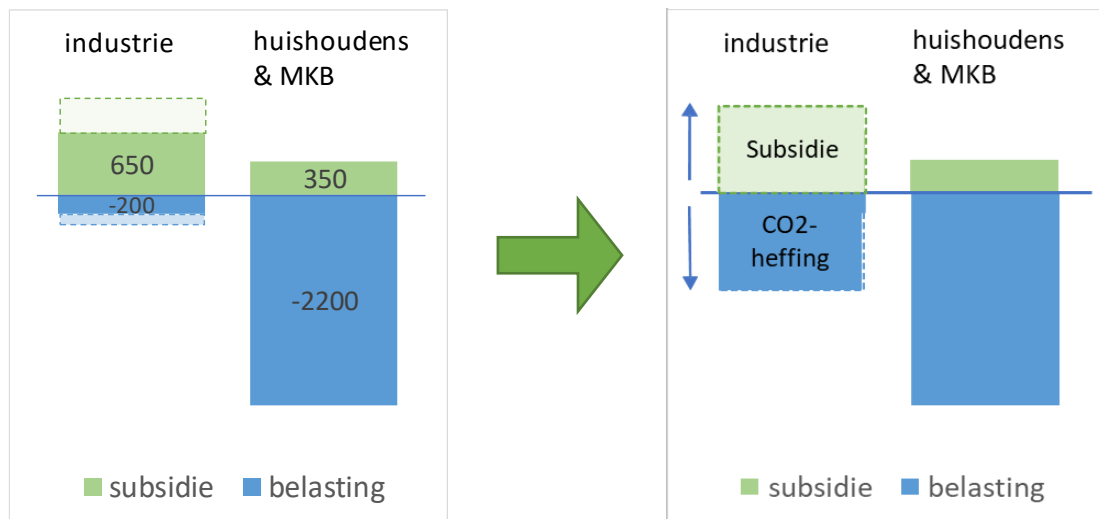 industrie
huishoudens
& MKB
650
350
-200
-2200
subsidie
belasting
industrie
huishoudens
& MKB
Subsidie
CO2-
heffing
subsidie
belasting